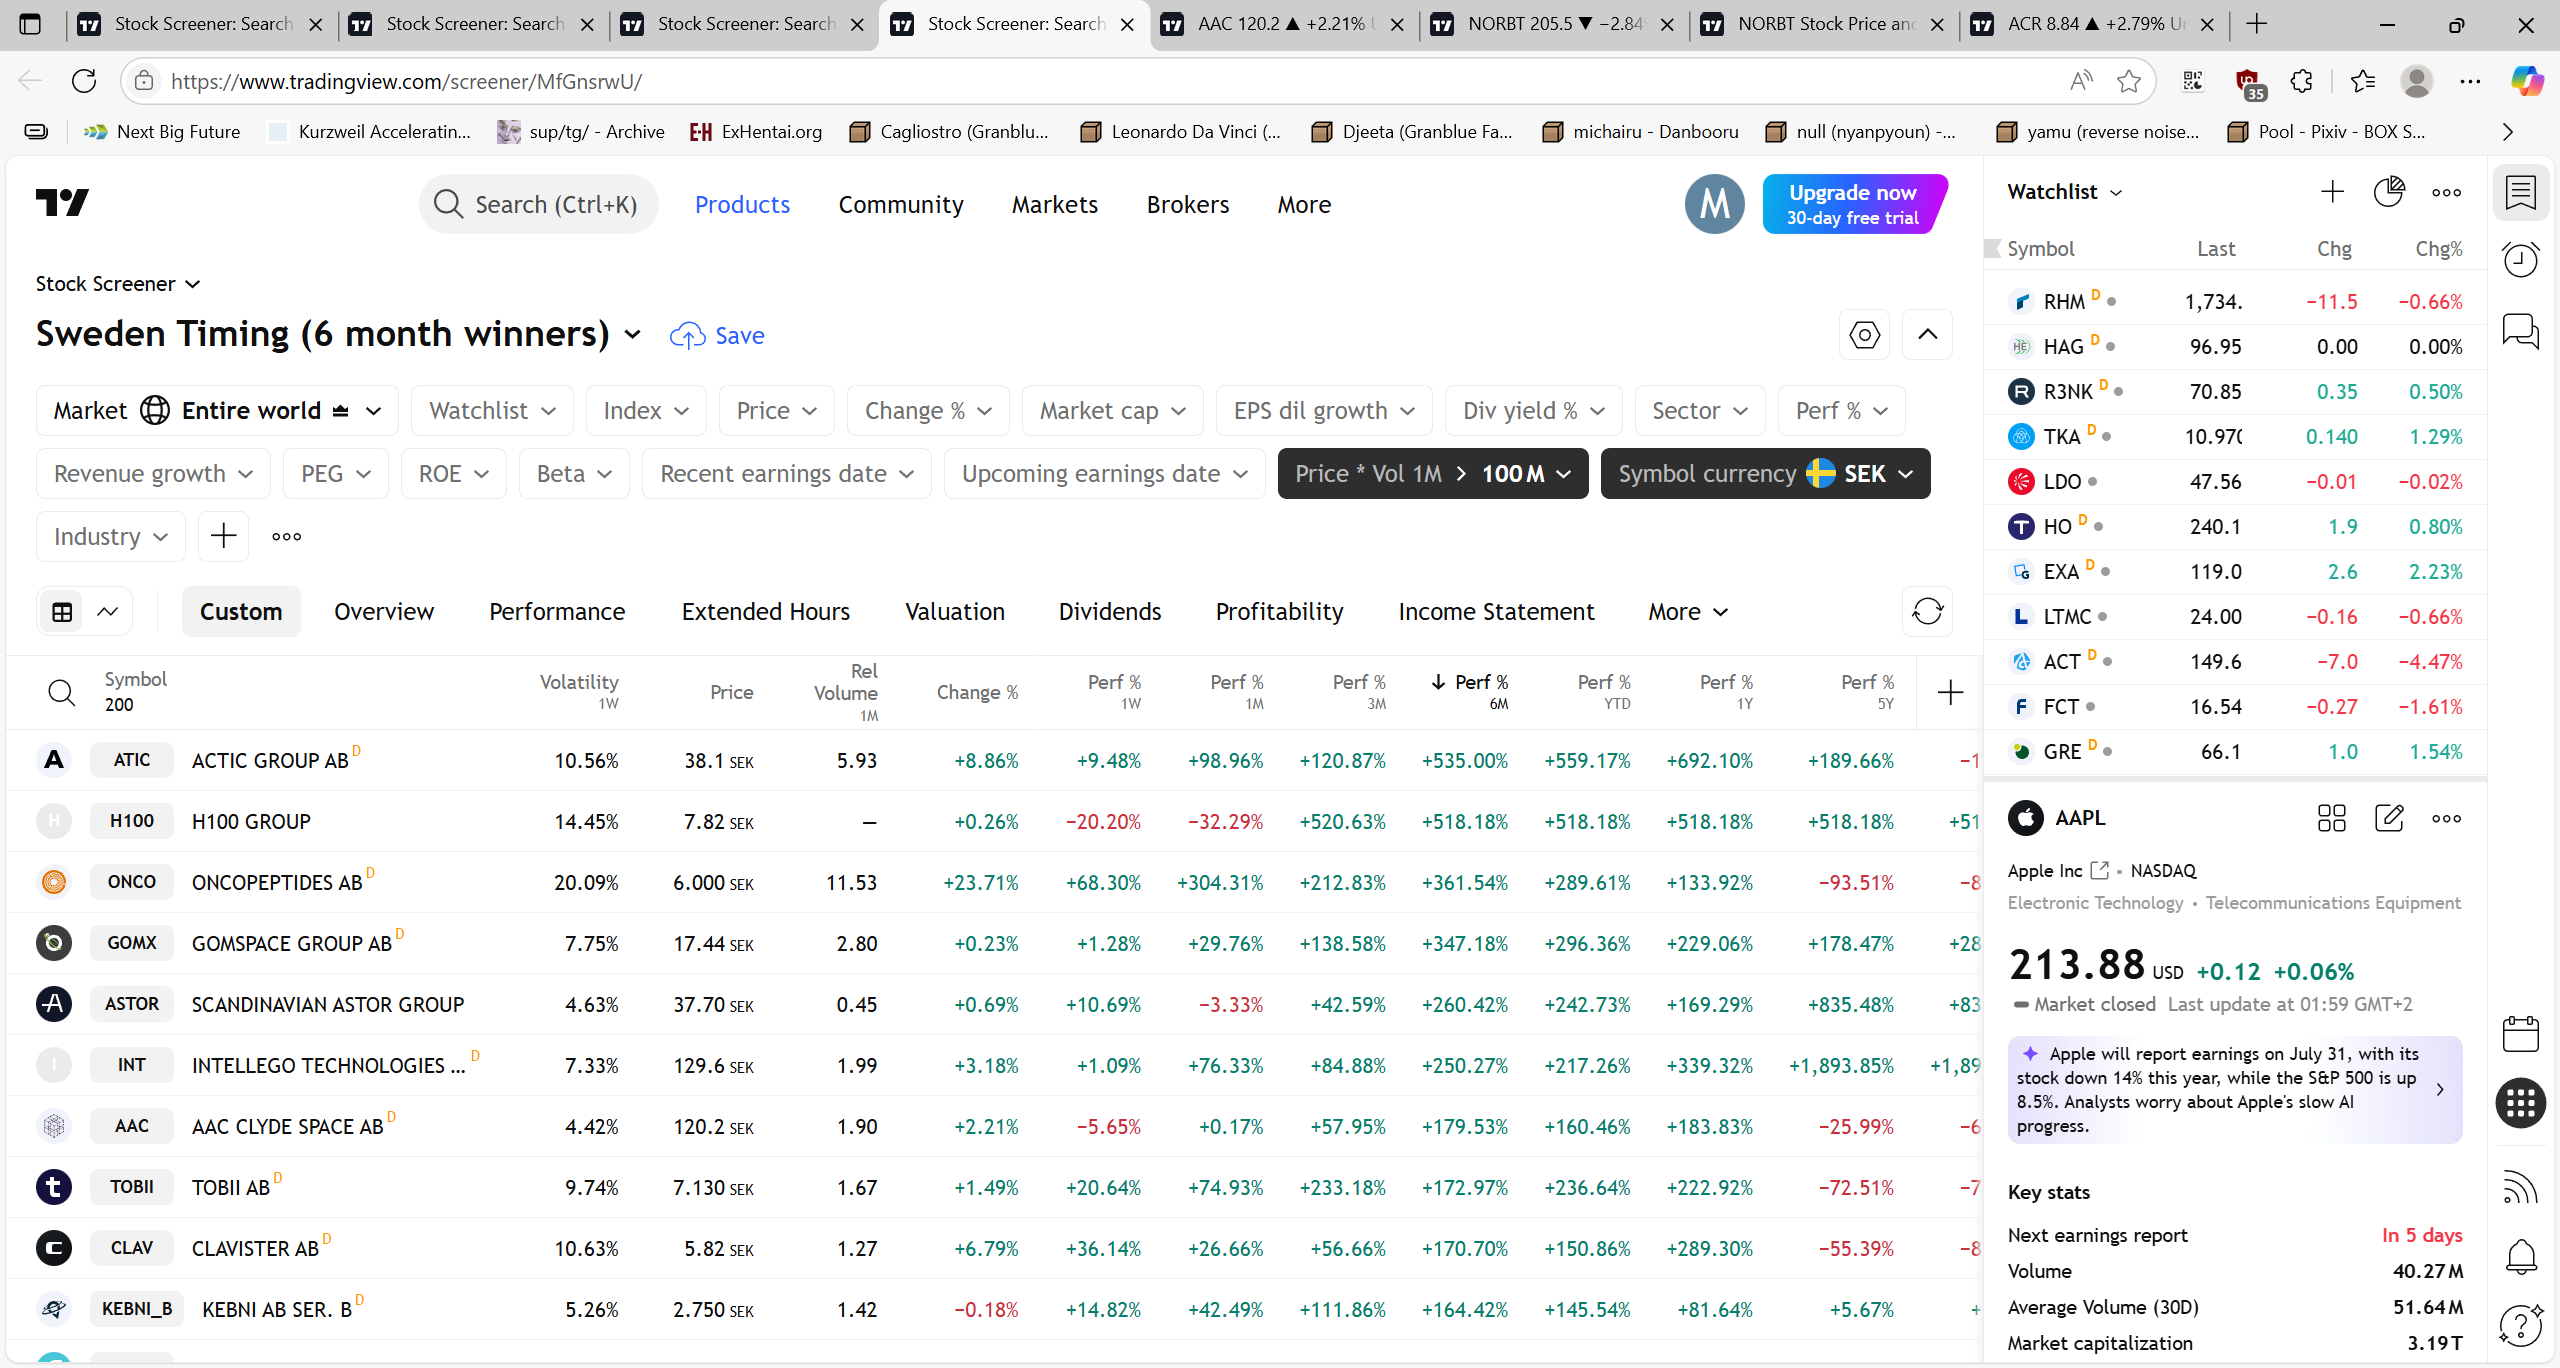 Stock Screener: Search
Stock Screener: Search
Stock Screener: Search
Stock Screener: Search
AAC 120.2 ▲ +2.21% U
NORBT 205.5 ▼ −2.84%
NORBT Stock Price and
ACR 8.84 ▲ +2.79% Un
https://www.tradingview.com/screener/MfGnsrwU/
35
Next Big Future
Kurzweil Acceleratin...
sup/tg/ - Archive
ExHentai.org
Cagliostro (Granblu...
Leonardo Da Vinci (...
Djeeta (Granblue Fa...
michairu - Danbooru
null (nyanpyoun) -...
yamu (reverse noise...
Pool - Pixiv - BOX S...
Search (Ctrl+K)
Products
Community
Markets
Brokers
More
M
Upgrade now
30-day free trial
Stock Screener
Sweden Timing (6 month winners)
Save
Market Entire world
Watchlist
Index
Price
Change %
Market cap
EPS dil growth
Div yield %
Sector
Perf %
Revenue growth
PEG
ROE
Beta
Recent earnings date
Upcoming earnings date
Price * Vol 1M > 100 M
Symbol currency SEK
Industry
Custom
Overview
Performance
Extended Hours
Valuation
Dividends
Profitability
Income Statement
More
Symbol 200
Volatility 1W
Price
Rel Volume 1M
Change %
Perf % 1W
Perf % 1M
Perf % 3M
Perf % 6M
Perf % YTD
Perf % 1Y
Perf % 5Y
ATIC ACTIC GROUP AB D 10.56% 38.1 SEK 5.93 +8.86% +9.48% +98.96% +120.87% +535.00% +559.17% +692.10% +189.66% −1
H100 H100 GROUP 14.45% 7.82 SEK — +0.26% −20.20% −32.29% +520.63% +518.18% +518.18% +518.18% +518.18% +51
ONCO ONCOPEPTIDES AB D 20.09% 6.000 SEK 11.53 +23.71% +68.30% +304.31% +212.83% +361.54% +289.61% +133.92% −93.51% −8
GOMX GOMSPACE GROUP AB D 7.75% 17.44 SEK 2.80 +0.23% +1.28% +29.76% +138.58% +347.18% +296.36% +229.06% +178.47% +28
ASTOR SCANDINAVIAN ASTOR GROUP 4.63% 37.70 SEK 0.45 +0.69% +10.69% −3.33% +42.59% +260.42% +242.73% +169.29% +835.48% +83
INT INTELLEGO TECHNOLOGIES ... D 7.33% 129.6 SEK 1.99 +3.18% +1.09% +76.33% +84.88% +250.27% +217.26% +339.32% +1,893.85% +1,89
AAC AAC CLYDE SPACE AB D 4.42% 120.2 SEK 1.90 +2.21% −5.65% +0.17% +57.95% +179.53% +160.46% +183.83% −25.99% −6
TOBII TOBII AB D 9.74% 7.130 SEK 1.67 +1.49% +20.64% +74.93% +233.18% +172.97% +236.64% +222.92% −72.51% −7
CLAV CLAVISTER AB D 10.63% 5.82 SEK 1.27 +6.79% +36.14% +26.66% +56.66% +170.70% +150.86% +289.30% −55.39% −8
KEBNI_B KEBNI AB SER. B D 5.26% 2.750 SEK 1.42 −0.18% +14.82% +42.49% +111.86% +164.42% +145.54% +81.64% +5.67% +
Watchlist
Symbol Last Chg Chg%
RHM D 1,734. −11.5 −0.66%
HAG D 96.95 0.00 0.00%
R3NK D 70.85 0.35 0.50%
TKA D 10.970 0.140 1.29%
LDO 47.56 −0.01 −0.02%
HO D 240.1 1.9 0.80%
EXA D 119.0 2.6 2.23%
LTMC 24.00 −0.16 −0.66%
ACT D 149.6 −7.0 −4.47%
FCT 16.54 −0.27 −1.61%
GRE D 66.1 1.0 1.54%
AAPL
Apple Inc • NASDAQ
Electronic Technology • Telecommunications Equipment
213.88 USD +0.12 +0.06%
Market closed Last update at 01:59 GMT+2
Apple will report earnings on July 31, with its
stock down 14% this year, while the S&P 500 is up
8.5%. Analysts worry about Apple's slow AI
progress.
Key stats
Next earnings report In 5 days
Volume 40.27 M
Average Volume (30D) 51.64 M
Market capitalization 3.19 T